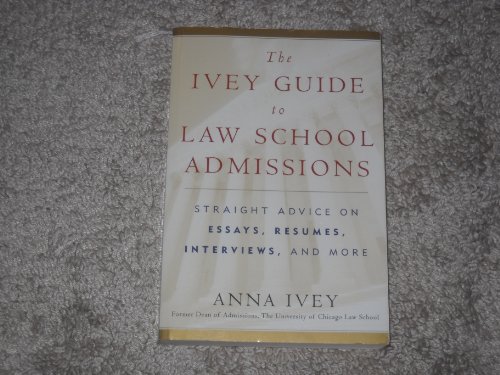 The
IVEY GUIDE
to
LAW SCHOOL
ADMISSIONS
STRAIGHT ADVICE ON
ESSAYS, RESUMES,
INTERVIEWS, AND MORE
ANNA IVEY
Former Dean of Admissions, The University of Chicago Law School